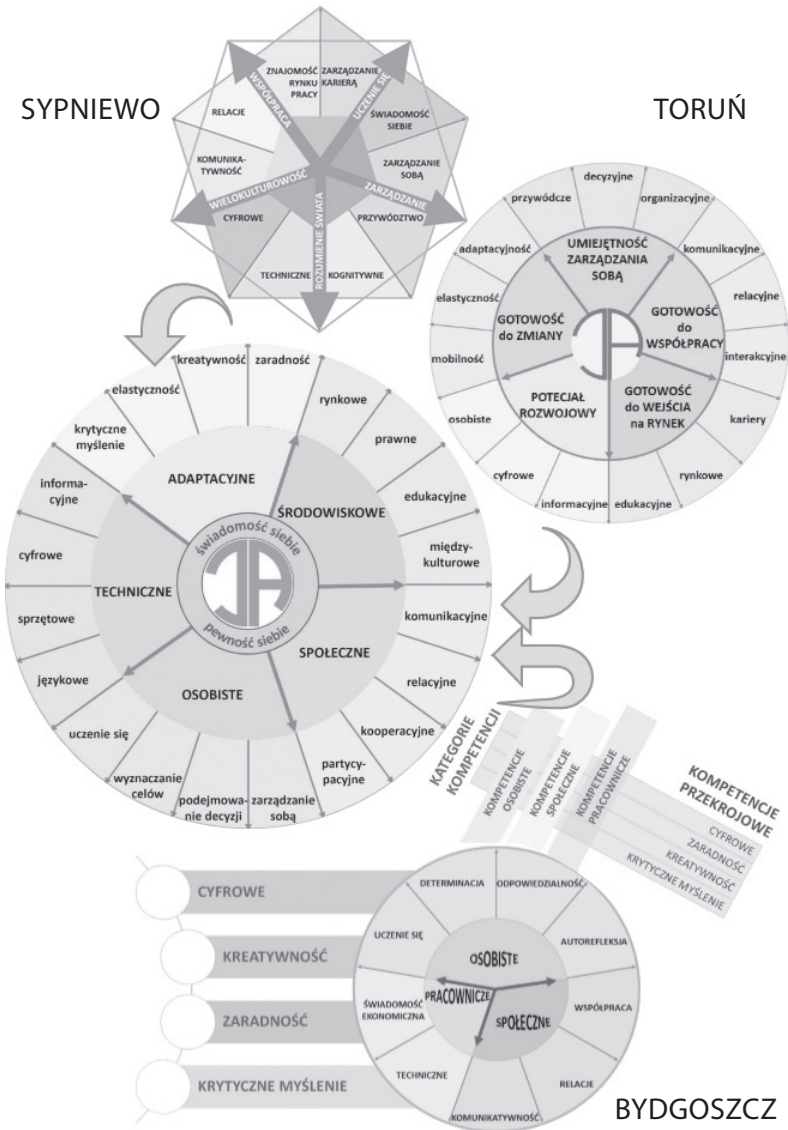 SYPNIEWO
WSPÓŁPRACA
ZNAJOMOŚĆ
RYNKU
PRACY
ZARZĄDZANIE
KARIERĄ
UCZENIE SIĘ
ŚWIADOMOŚĆ
SIEBIE
ZARZĄDZANIE
SOBĄ
ZARZĄDZANIE
PRZYWÓDZTWO
KOGNITYWNE
ROZUMIENIE ŚWIATA
TECHNICZNE
CYFROWE
WIELOKULTUROWOŚĆ
KOMUNIKA-
TYWNOŚĆ
RELACJE
TORUŃ
decyzyjne
organizacyjne
komunikacyjne
relacyjne
interakcyjne
kariery
rynkowe
edukacyjne
informacyjne
cyfrowe
osobiste
mobilność
elastyczność
adaptacyjność
przywódcze
UMIEJĘTNOŚĆ
ZARZĄDZANIA
SOBĄ
GOTOWOŚĆ
do
WSPÓŁPRACY
GOTOWOŚĆ
do WEJŚCIA
na RYNEK
POTECJAŁ
ROZWOJOWY
GOTOWOŚĆ
do ZMIANY
JA
kreatywność
zaradność
rynkowe
prawne
edukacyjne
między-
kulturowe
komunikacyjne
relacyjne
kooperacyjne
partycy-
pacyjne
zarządzanie
sobą
podejmowa-
nie decyzji
wyznaczanie
celów
uczenie się
językowe
sprzętowe
cyfrowe
informa-
cyjne
krytyczne
myślenie
elastyczność
ADAPTACYJNE
ŚRODOWISKOWE
SPOŁECZNE
OSOBISTE
TECHNICZNE
świadomość siebie
JA
pewność siebie
KATEGORIE
KOMPETENCJI
KOMPETENCJE
OSOBISTE
KOMPETENCJE
SPOŁECZNE
KOMPETENCJE
PRACOWNICZE
KOMPETENCJE
PRZEKROJOWE
CYFROWE
ZARADNOŚĆ
KREATYWNOŚĆ
KRYTYCZNE MYŚLENIE
CYFROWE
KREATYWNOŚĆ
ZARADNOŚĆ
KRYTYCZNE MYŚLENIE
DETERMINACJA
ODPOWIEDZIALNOŚĆ
AUTOREFLEKSJA
WSPÓŁPRACA
RELACJE
KOMUNIKATYWNOŚĆ
TECHNICZNE
ŚWIADOMOŚĆ
EKONOMICZNA
UCZENIE SIĘ
OSOBISTE
PRACOWNICZE
SPOŁECZNE
BYDGOSZCZ